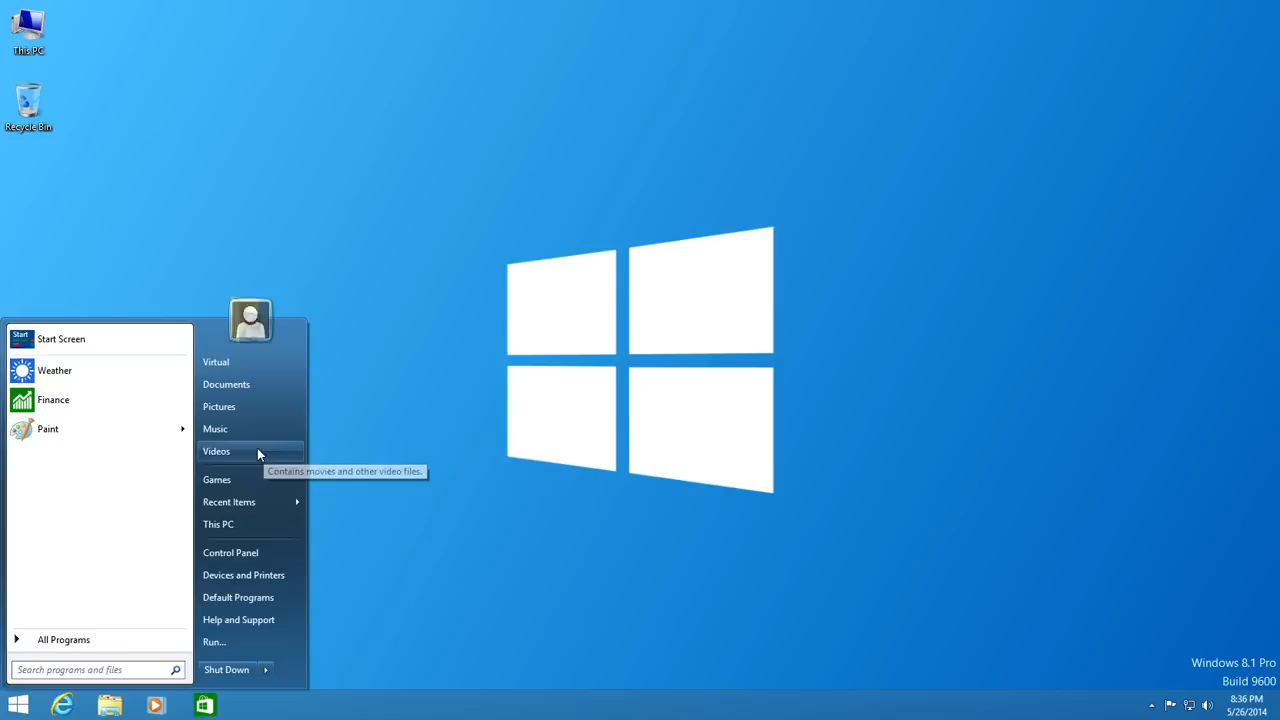 This PC
Recycle Bin
Start
Start Screen
Weather
Finance
Paint
All Programs
Search programs and files
Virtual
Documents
Pictures
Music
Videos
Contains movies and other video files.
Games
Recent Items
This PC
Control Panel
Devices and Printers
Default Programs
Help and Support
Run...
Shut Down
Windows 8.1 Pro
Build 9600
8:36 PM
5/26/2014